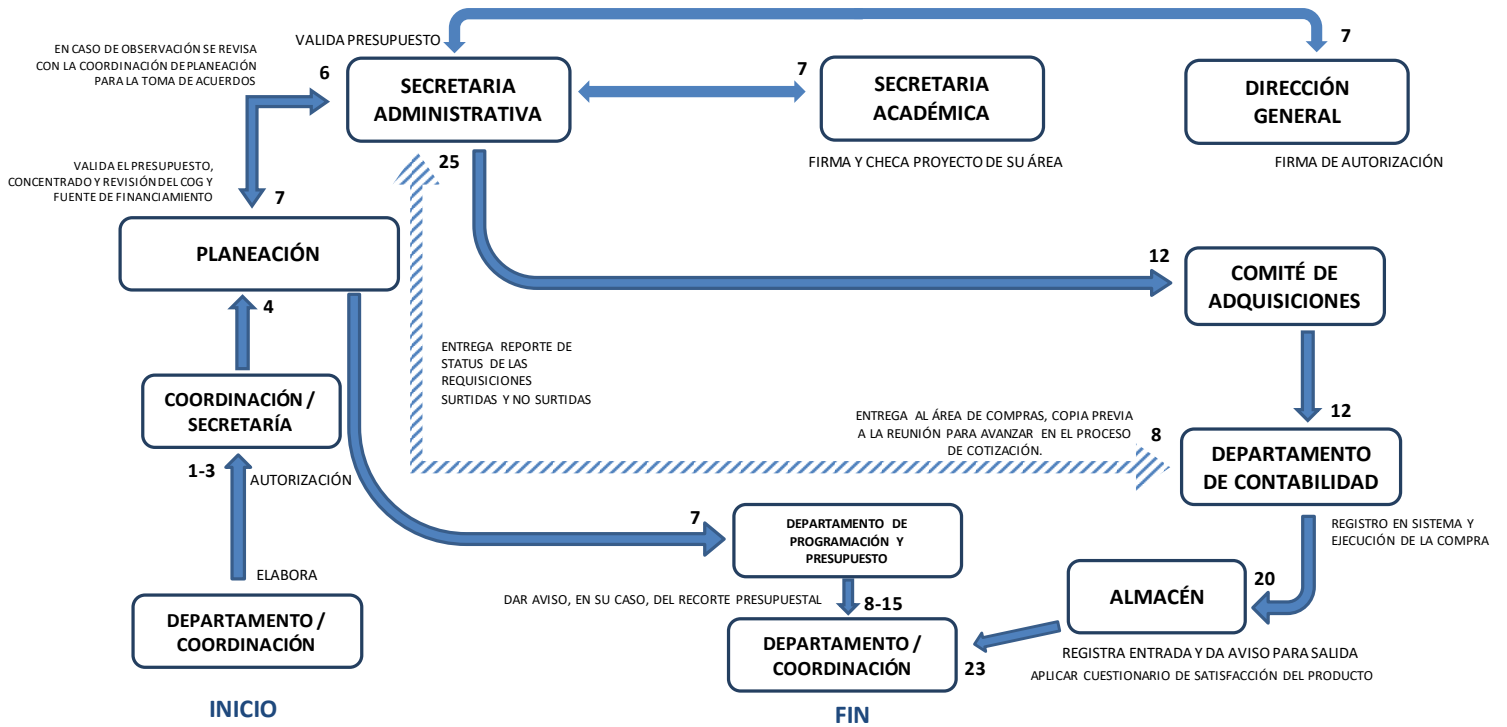 VALIDA PRESUPUESTO
EN CASO DE OBSERVACIÓN SE REVISA
CON LA COORDINACIÓN DE PLANEACIÓN
PARA LA TOMA DE ACUERDOS
6
SECRETARIA
ADMINISTRATIVA
7
SECRETARIA
ACADÉMICA
FIRMA Y CHECA PROYECTO DE SU ÁREA
7
DIRECCIÓN
GENERAL
FIRMA DE AUTORIZACIÓN
VALIDA EL PRESUPUESTO,
CONCENTRADO Y REVISIÓN DEL COG Y
FUENTE DE FINANCIAMIENTO
7
25
PLANEACIÓN
12
COMITÉ DE
ADQUISICIONES
4
ENTREGA REPORTE DE
STATUS DE LAS
REQUISICIONES
SURTIDAS Y NO SURTIDAS
COORDINACIÓN /
SECRETARÍA
1-3
AUTORIZACIÓN
ENTREGA AL ÁREA DE COMPRAS, COPIA PREVIA
A LA REUNIÓN PARA AVANZAR EN EL PROCESO
DE COTIZACIÓN.
8
12
DEPARTAMENTO
DE CONTABILIDAD
REGISTRO EN SISTEMA Y
EJECUCIÓN DE LA COMPRA
7
DEPARTAMENTO DE
PROGRAMACIÓN Y
PRESUPUESTO
ELABORA
DEPARTAMENTO /
COORDINACIÓN
DAR AVISO, EN SU CASO, DEL RECORTE PRESUPUESTAL
8-15
ALMACÉN
20
DEPARTAMENTO /
COORDINACIÓN
23
REGISTRA ENTRADA Y DA AVISO PARA SALIDA
APLICAR CUESTIONARIO DE SATISFACCIÓN DEL PRODUCTO
INICIO
FIN